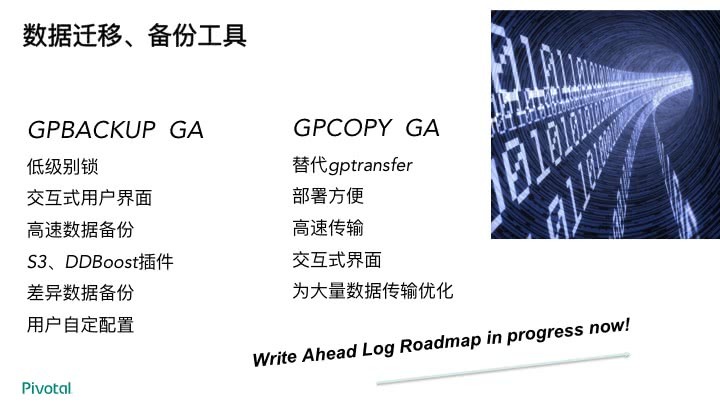 数据迁移、备份工具
GPBACKUP GA
低级别锁
交互式用户界面
高速数据备份
S3、DDBoost插件
差异数据备份
用户自定配置
GPCOPY GA
替代gptransfer
部署方便
高速传输
交互式界面
为大量数据传输优化
Write Ahead Log Roadmap in progress now!
Pivotal